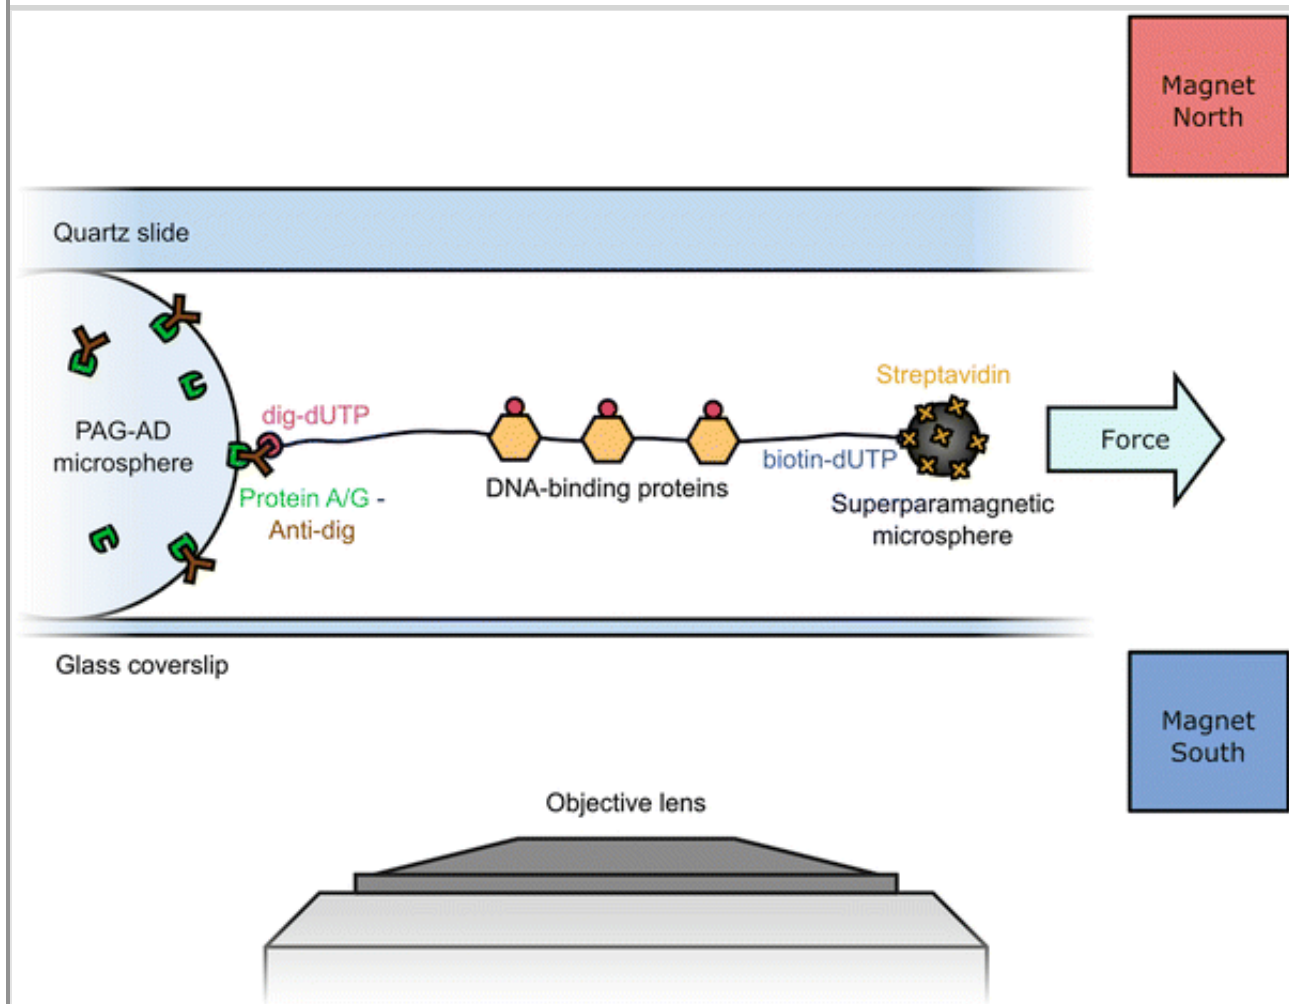 Magnet
North
Quartz slide
Streptavidin
dig-dUTP
PAG-AD
microsphere
Force
biotin-dUTP
DNA-binding proteins
Protein A/G -
Anti-dig
Superparamagnetic
microsphere
Glass coverslip
Magnet
South
Objective lens